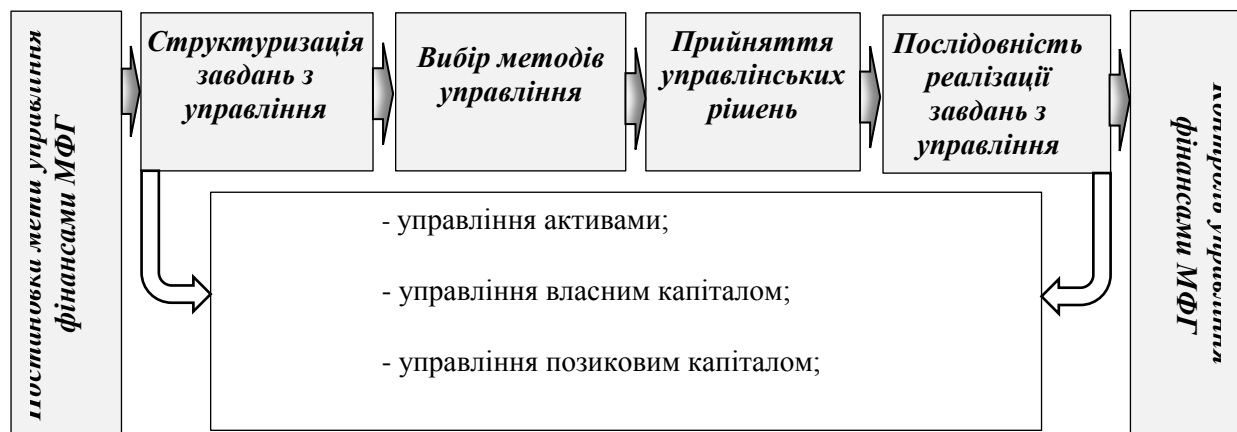 Постановка мети управління
фінансами МФГ
Структуризація
завдань з
управління
Вибір методів
управління
Прийняття
управлінських
рішень
Послідовність
реалізації
завдань з
управління
Контроль управління
фінансами МФГ
- управління активами;
- управління власним капіталом;
- управління позиковим капіталом;